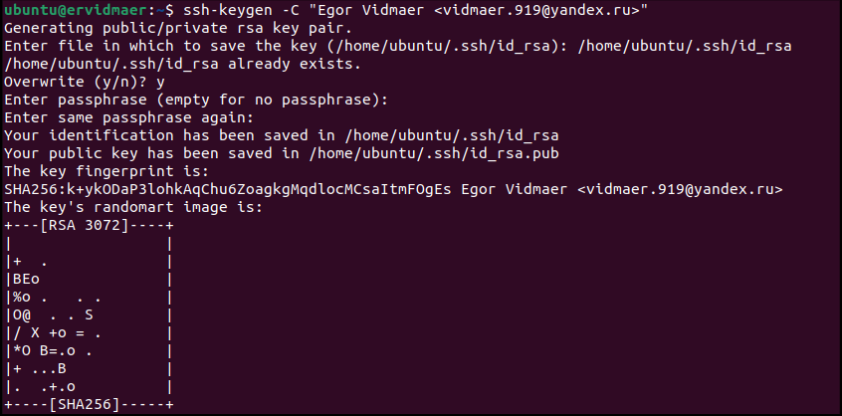 ubuntu@ervidmaer:~$ ssh-keygen -C "Egor Vidmaer <vidmaer.919@yandex.ru>"
Generating public/private rsa key pair.
Enter file in which to save the key (/home/ubuntu/.ssh/id_rsa): /home/ubuntu/.ssh/id_rsa
/home/ubuntu/.ssh/id_rsa already exists.
Overwrite (y/n)? y
Enter passphrase (empty for no passphrase):
Enter same passphrase again:
Your identification has been saved in /home/ubuntu/.ssh/id_rsa
Your public key has been saved in /home/ubuntu/.ssh/id_rsa.pub
The key fingerprint is:
SHA256:k+ykODaP3lohkAqChu6ZoagkgMqdlocMCsaItmFOgEs Egor Vidmaer <vidmaer.919@yandex.ru>
The key's randomart image is:
+---[RSA 3072]----+
|                 |
|+  .             |
|BEo              |
|%o .   . .       |
|O@  . . S        |
|/ X +o = .       |
|*O B=.o .        |
|+ ...B           |
|.  .+.o          |
+----[SHA256]-----+